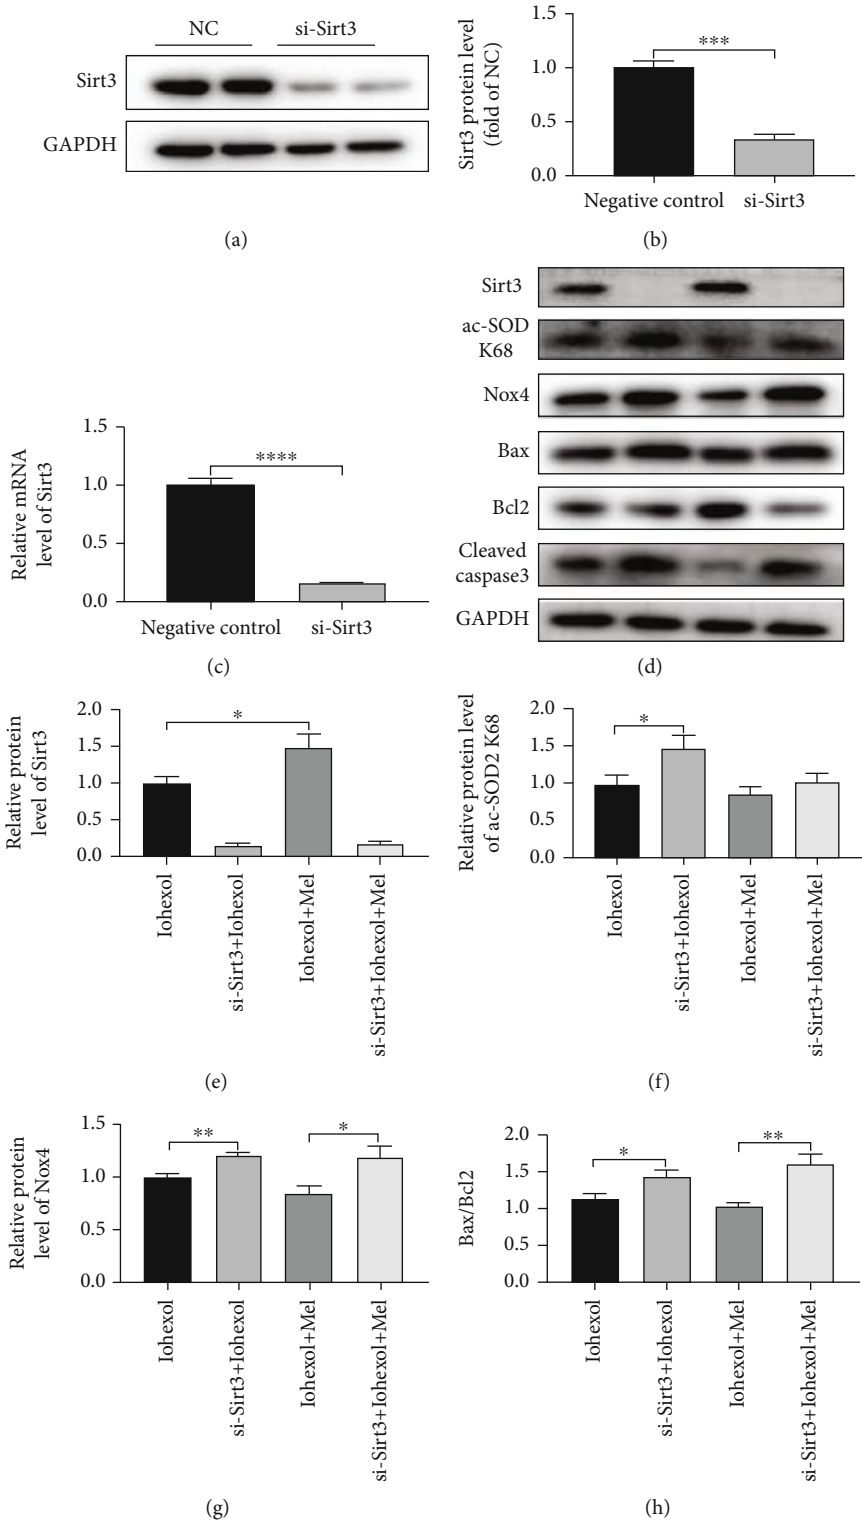 NC
si-Sirt3
Sirt3
GAPDH
(a)
Sirt3 protein level
(fold of NC)
1.5
1.0
0.5
0.0
***
Negative control
si-Sirt3
(b)
Relative mRNA
level of Sirt3
1.5
1.0
0.5
0.0
****
Negative control
si-Sirt3
(c)
Sirt3
ac-SOD
K68
Nox4
Bax
Bcl2
Cleaved
caspase3
GAPDH
(d)
Relative protein
level of Sirt3
2.0
1.5
1.0
0.5
0.0
*
Iohexol
si-Sirt3+Iohexol
Iohexol+Mel
si-Sirt3+Iohexol+Mel
(e)
Relative protein level
of ac-SOD2 K68
2.0
1.5
1.0
0.5
0.0
*
Iohexol
si-Sirt3+Iohexol
Iohexol+Mel
si-Sirt3+Iohexol+Mel
(f)
Relative protein
level of Nox4
1.5
1.0
0.5
0.0
**
*
Iohexol
si-Sirt3+Iohexol
Iohexol+Mel
si-Sirt3+Iohexol+Mel
(g)
Bax/Bcl2
2.0
1.5
1.0
0.5
0.0
*
**
Iohexol
si-Sirt3+Iohexol
Iohexol+Mel
si-Sirt3+Iohexol+Mel
(h)